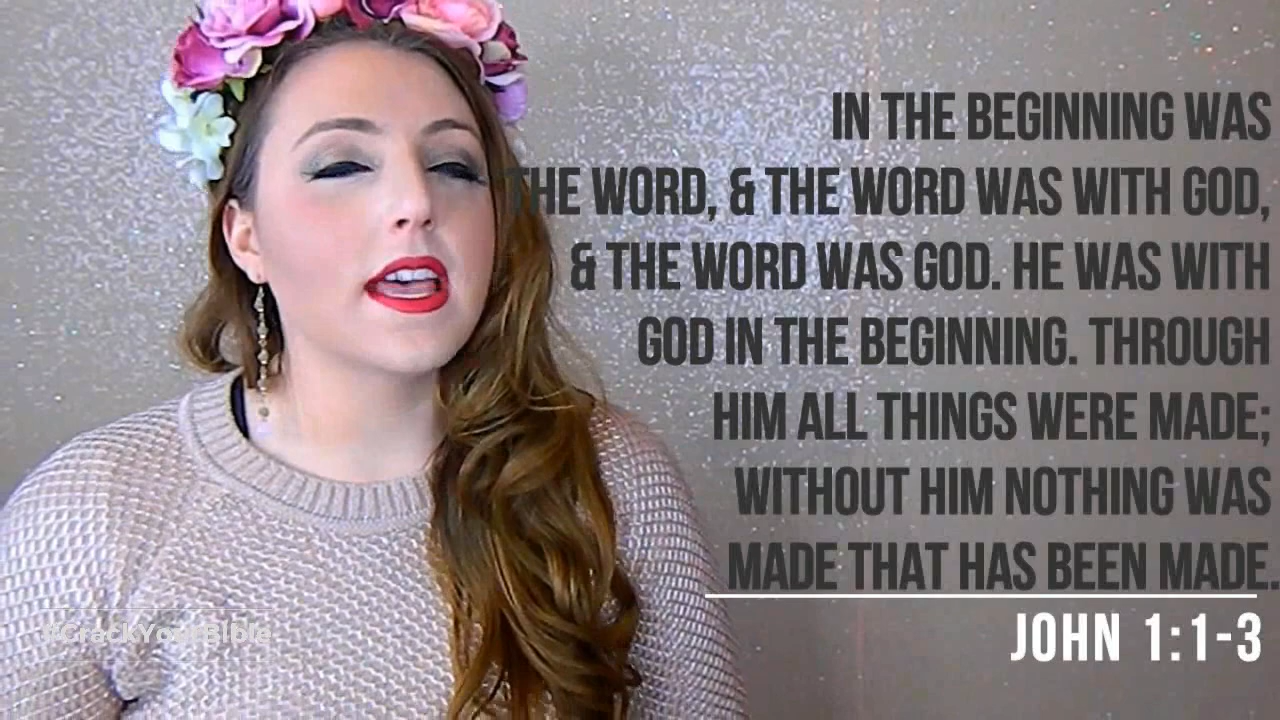 IN THE BEGINNING WAS
THE WORD, & THE WORD WAS WITH GOD,
& THE WORD WAS GOD. HE WAS WITH
GOD IN THE BEGINNING. THROUGH
HIM ALL THINGS WERE MADE;
WITHOUT HIM NOTHING WAS
MADE THAT HAS BEEN MADE.
JOHN 1:1-3
#CrackYourBible